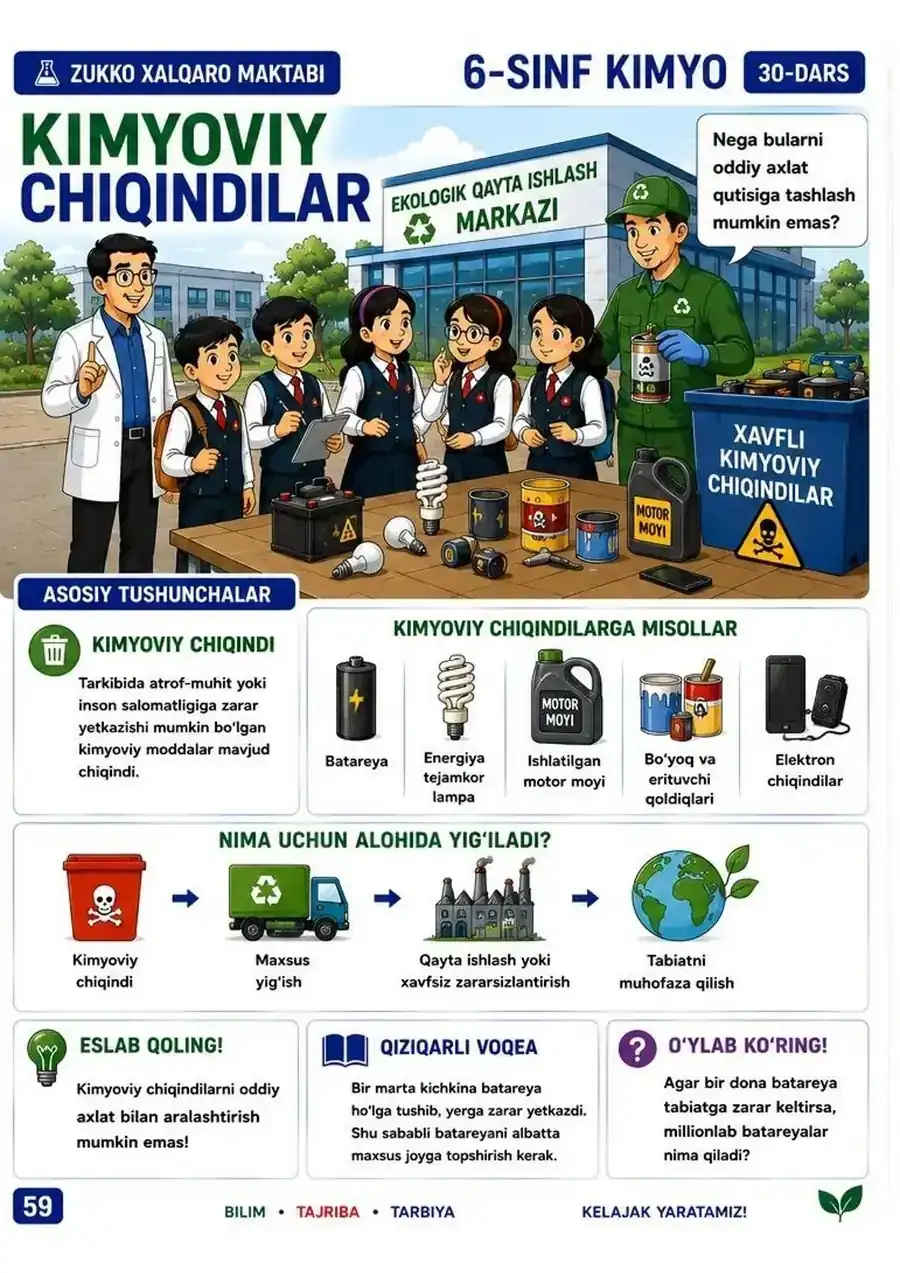 ZUKKO XALQARO MAKTABI
6-SINF KIMYO
30-DARS
KIMYOVIY
CHIQINDILAR
Nega bularni
oddiy axlat
qutisiga tashlash
mumkin emas?
EKOLOGIK QAYTA ISHLASH
MARKAZI
XAVFLI
KIMYOVIY
CHIQINDILAR
MOTOR
MOYI
ASOSIY TUSHUNCHALAR
KIMYOVIY CHIQINDI
Tarkibida atrof-muhit yoki
inson salomatligiga zarar
yetkazishi mumkin bo‘lgan
kimyoviy moddalar mavjud
chiqindi.
KIMYOVIY CHIQINDILARGA MISOLLAR
MOTOR
MOYI
Batareya
Energiya
tejamkor
lampa
Ishlatilgan
motor moyi
Bo‘yoq va
erituvchi
qoldiqlari
Elektron
chiqindilar
NIMA UCHUN ALOHIDA YIG‘ILADI?
Kimyoviy
chiqindi
Maxsus
yig‘ish
Qayta ishlash yoki
xavfsiz zararsizlantirish
Tabiatni
muhofaza qilish
ESLAB QOLING!
Kimyoviy chiqindilarni oddiy
axlat bilan aralashtirish
mumkin emas!
QIZIQARLI VOQEA
Bir marta kichkina batareya
ho‘lga tushib, yerga zarar yetkazdi.
Shu sababli batareyani albatta
maxsus joyga topshirish kerak.
O‘YLAB KO‘RING!
Agar bir dona batareya
tabiatga zarar keltirsa,
millionlab batareyalar
nima qiladi?
59
BILIM • TAJRIBA • TARBIYA
KELAJAK YARATAMIZ!